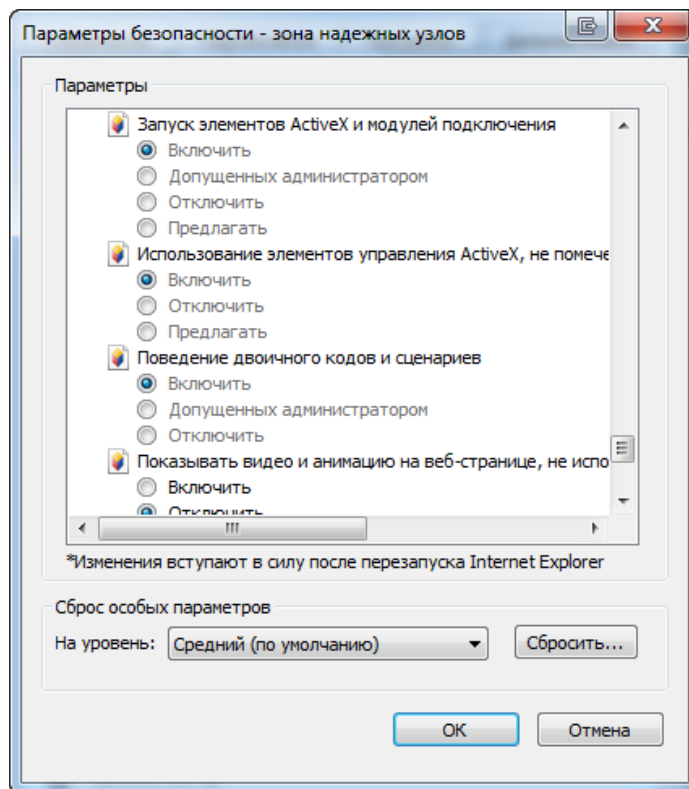 Параметры безопасности - зона надежных узлов
Параметры
Запуск элементов ActiveX и модулей подключения
Включить
Допущенных администратором
Отключить
Предлагать
Использование элементов управления ActiveX, не помече
Включить
Отключить
Предлагать
Поведение двоичного кодов и сценариев
Включить
Допущенных администратором
Отключить
Показывать видео и анимацию на веб-странице, не испо
Включить
Отключить
*Изменения вступают в силу после перезапуска Internet Explorer
Сброс особых параметров
На уровень: Средний (по умолчанию) Сбросить...
ОК Отмена